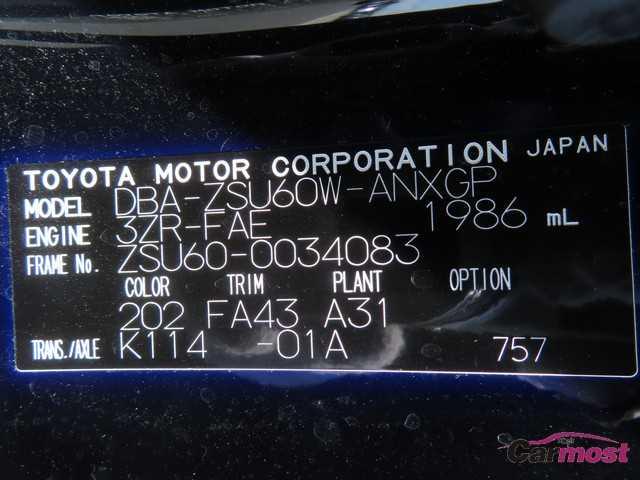 TOYOTA MOTOR CORPORATION JAPAN
MODEL DBA-ZSU60W-ANXGP
ENGINE 3ZR-FAE 1986 mL
FRAME No. ZSU60-0034083
COLOR TRIM PLANT OPTION
202 FA43 A31
TRANS./AXLE K114 -01A 757
Carmost